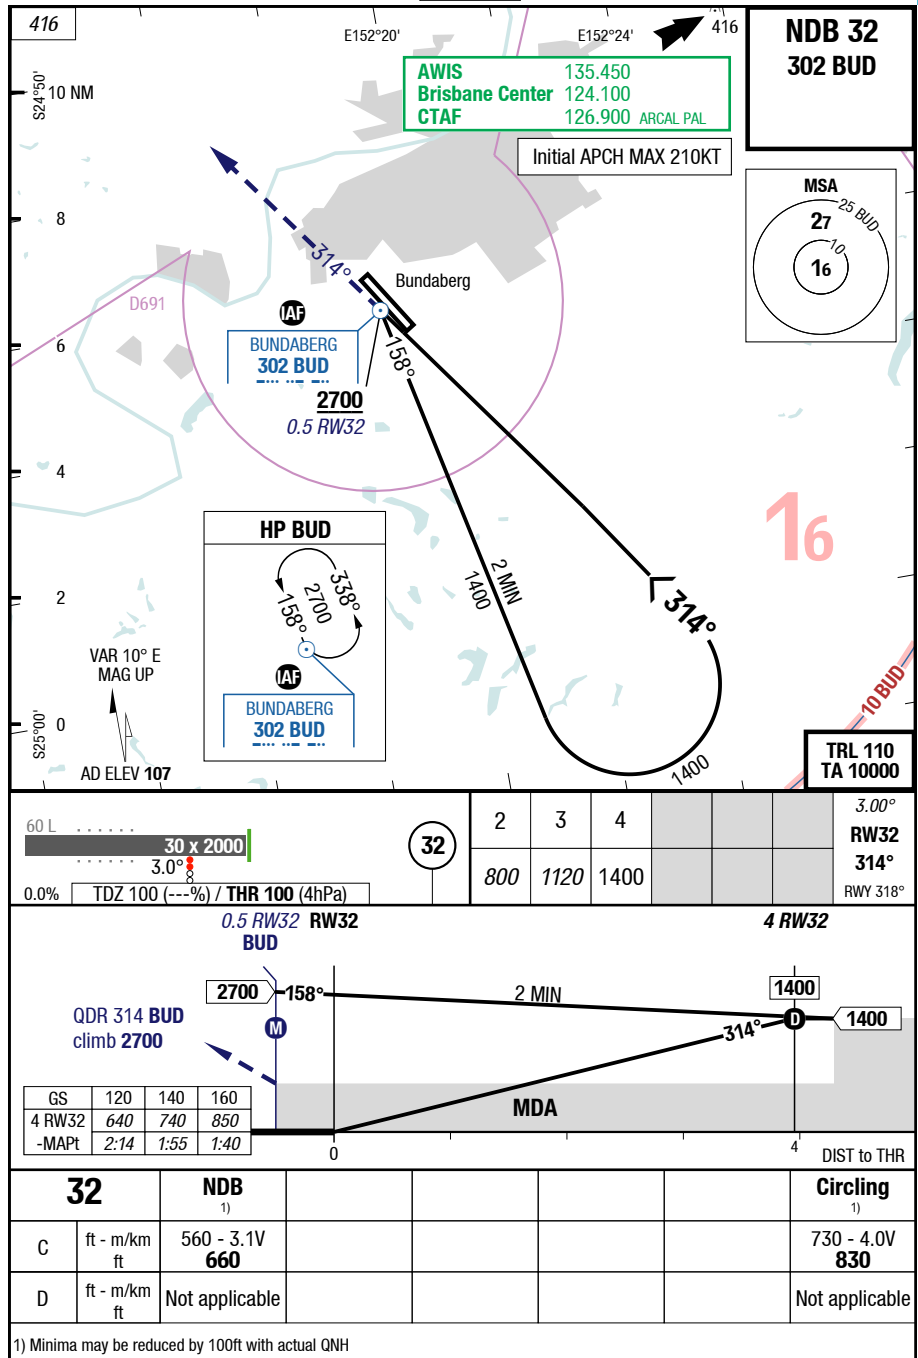 416
E152°20'
E152°24'
416
NDB 32
302 BUD
S24°50'
10 NM
AWIS 135.450
Brisbane Center 124.100
CTAF 126.900 ARCAL PAL
Initial APCH MAX 210KT
MSA
25 BUD
27
10
16
8
314°
Bundaberg
D691
IAF
BUNDABERG
302 BUD
6
158°
2700
0.5 RW32
4
16
HP BUD
338°
2700
158°
IAF
BUNDABERG
302 BUD
2 MIN
1400
314°
2
VAR 10° E
MAG UP
10 BUD
S25°00'
0
1400
AD ELEV 107
TRL 110
TA 10000
60 L
30 x 2000
3.0°
0.0%
TDZ 100 (---%) / THR 100 (4hPa)
32
2 3 4
800 1120 1400
3.00°
RW32
314°
RWY 318°
0.5 RW32 RW32 4 RW32
BUD
2700 158° 2 MIN 1400
QDR 314 BUD
climb 2700
M
D
1400
314°
MDA
GS 120 140 160
4 RW32 640 740 850
-MAPt 2:14 1:55 1:40
0
4
DIST to THR
32 NDB Circling
1) 1)
C ft - m/km 560 - 3.1V 730 - 4.0V
ft 660 830
D ft - m/km Not applicable Not applicable
ft
1) Minima may be reduced by 100ft with actual QNH